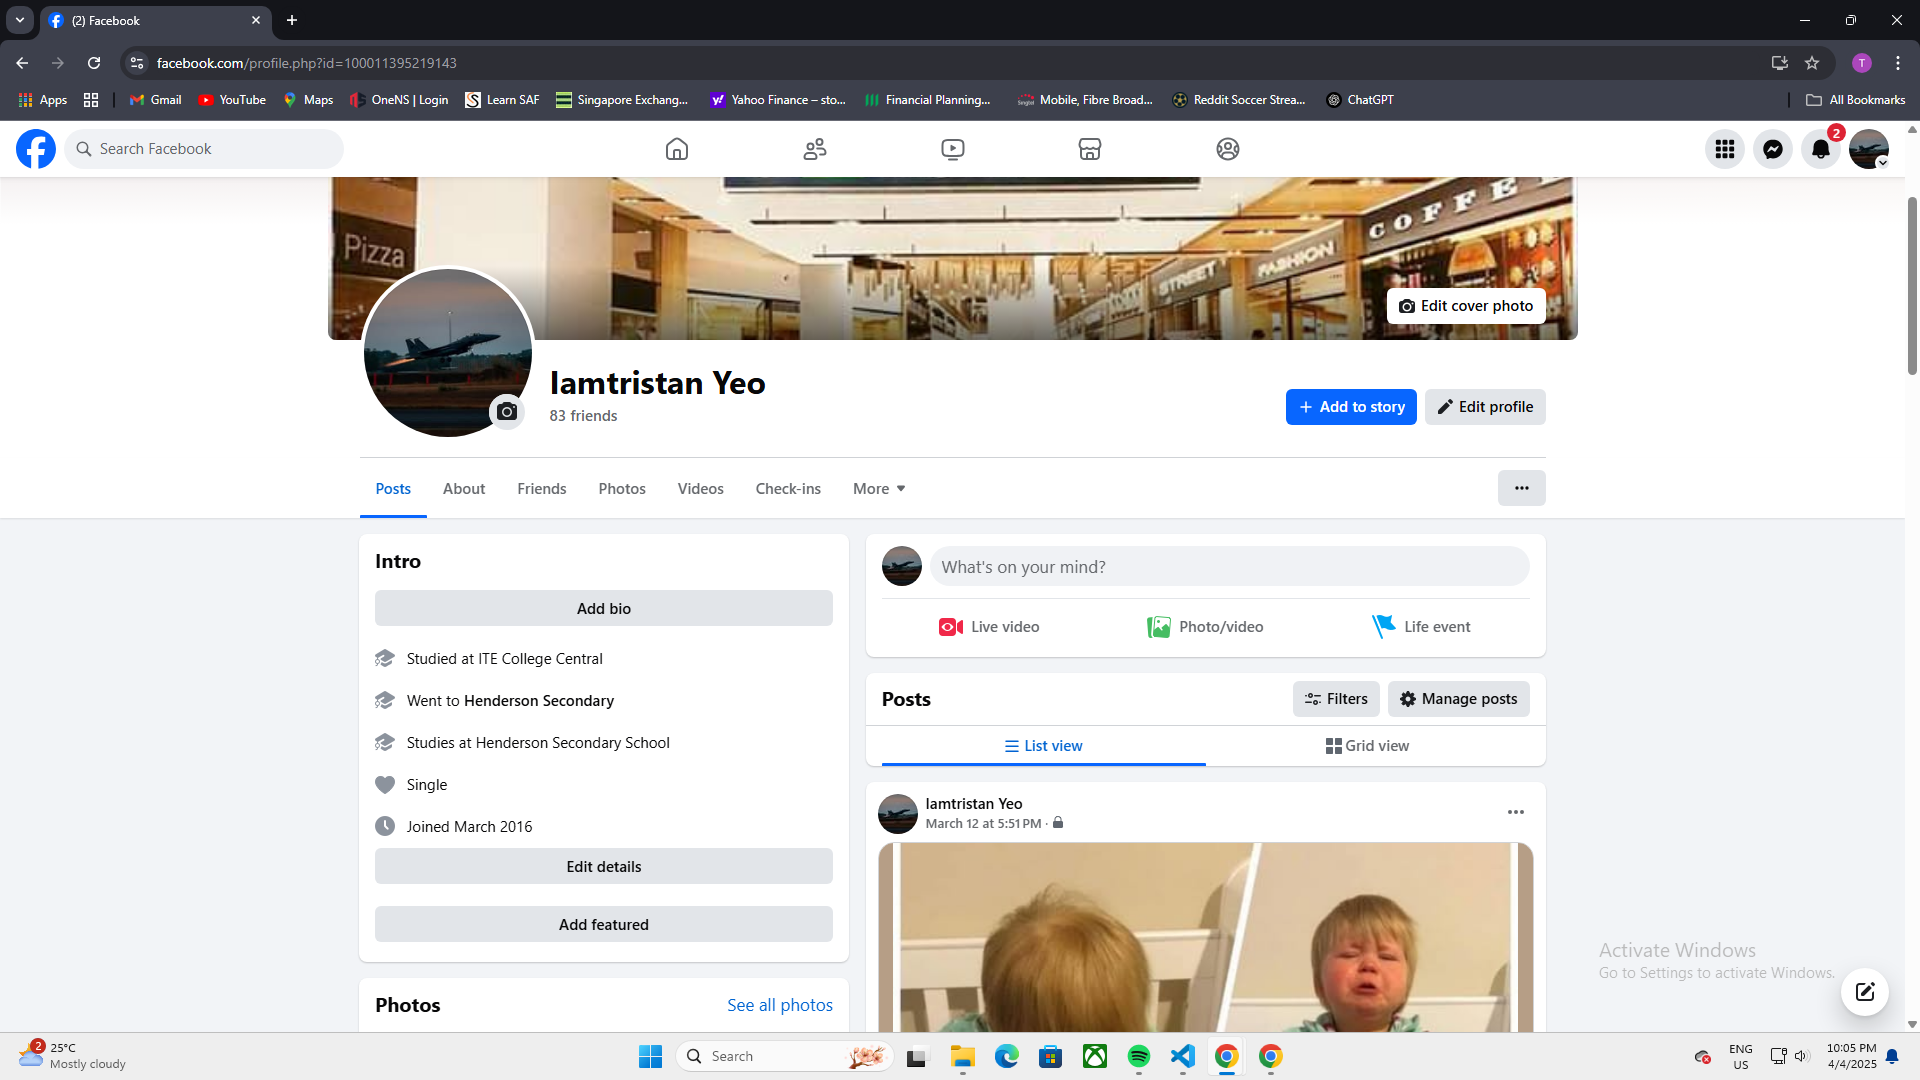 (2) Facebook
facebook.com/profile.php?id=100011395219143
T
Apps
Gmail
YouTube
Maps
OneNS | Login
Learn SAF
Singapore Exchang...
Yahoo Finance – sto...
Financial Planning...
Mobile, Fibre Broad...
Reddit Soccer Strea...
ChatGPT
All Bookmarks
Search Facebook
2
Pizza
COFFEE
STREET
FASHION
Edit cover photo
Iamtristan Yeo
83 friends
+ Add to story
Edit profile
Posts
About
Friends
Photos
Videos
Check-ins
More
Intro
Add bio
Studied at ITE College Central
Went to Henderson Secondary
Studies at Henderson Secondary School
Single
Joined March 2016
Edit details
Add featured
Photos
See all photos
What's on your mind?
Live video
Photo/video
Life event
Posts
Filters
Manage posts
List view
Grid view
Iamtristan Yeo
March 12 at 5:51 PM ·
Activate Windows
Go to Settings to activate Windows.
2
25°C
Mostly cloudy
Search
ENG
US
10:05 PM
4/4/2025